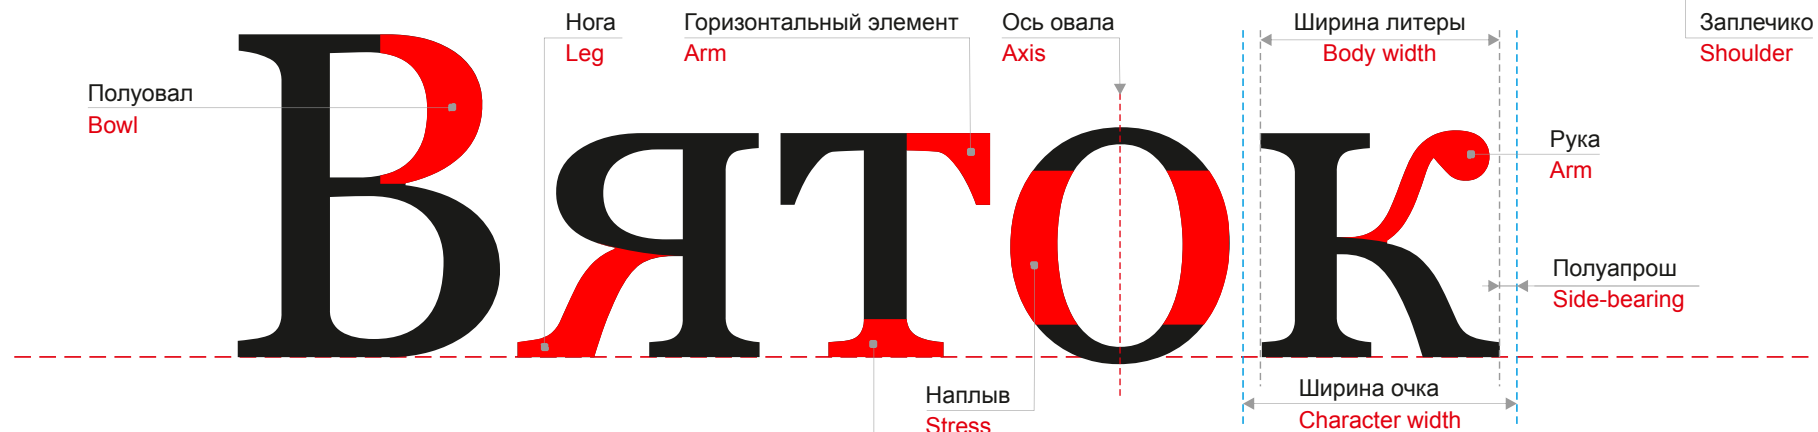 Нога
Leg
Горизонтальный элемент
Arm
Ось овала
Axis
Ширина литеры
Body width
Заплечико
Shoulder
Полуовал
Bowl
Вяток
Рука
Arm
Полуапрош
Side-bearing
Наплыв
Stress
Ширина очка
Character width